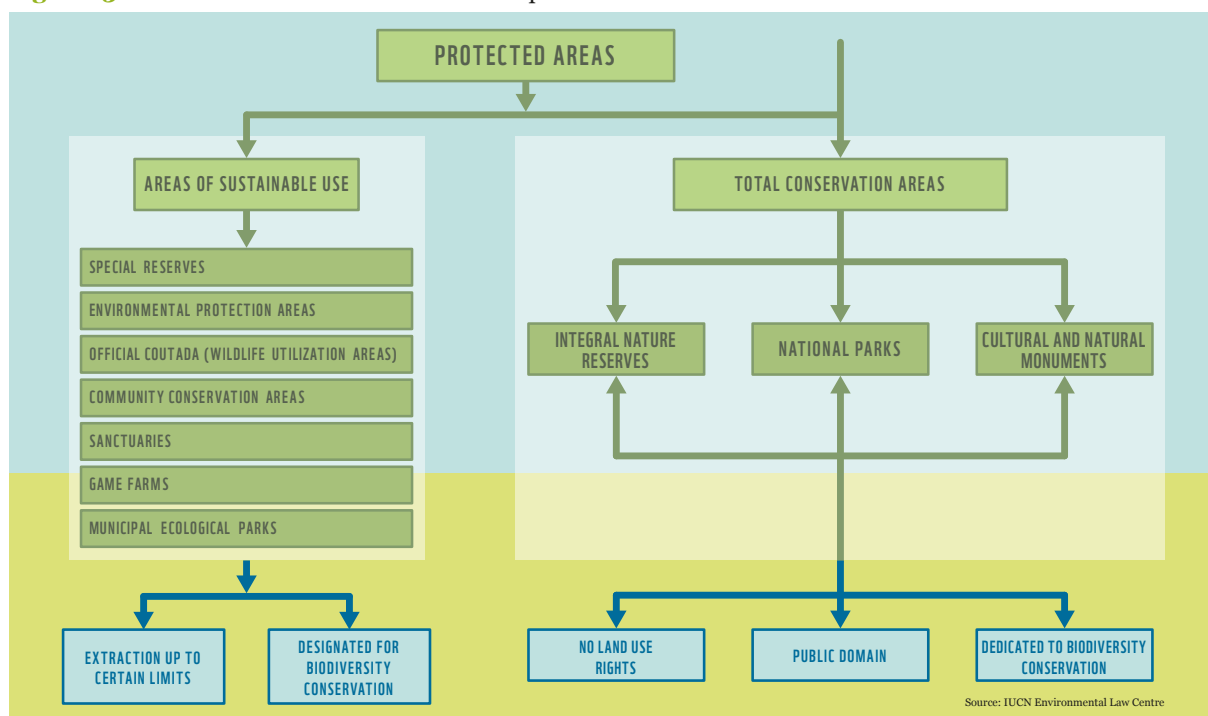 PROTECTED AREAS
AREAS OF SUSTAINABLE USE
SPECIAL RESERVES
ENVIRONMENTAL PROTECTION AREAS
OFFICIAL COUTADA (WILDLIFE UTILIZATION AREAS)
COMMUNITY CONSERVATION AREAS
SANCTUARIES
GAME FARMS
MUNICIPAL ECOLOGICAL PARKS
EXTRACTION UP TO
CERTAIN LIMITS
DESIGNATED FOR
BIODIVERSITY
CONSERVATION
TOTAL CONSERVATION AREAS
INTEGRAL NATURE
RESERVES
NATIONAL PARKS
CULTURAL AND NATURAL
MONUMENTS
NO LAND USE
RIGHTS
PUBLIC DOMAIN
DEDICATED TO BIODIVERSITY
CONSERVATION
Source: IUCN Environmental Law Centre